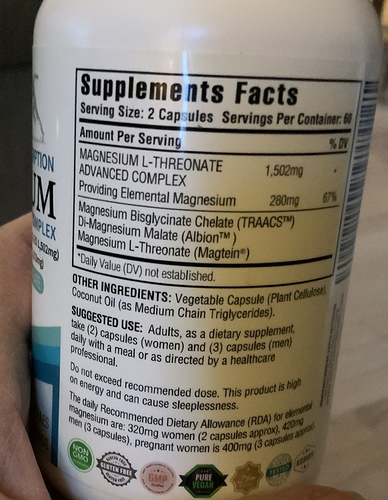 Supplements Facts
Serving Size: 2 Capsules Servings Per Container: 60
Amount Per Serving % DV
MAGNESIUM L-THREONATE
ADVANCED COMPLEX 1,502mg *
Providing Elemental Magnesium 280mg 67%
Magnesium Bisglycinate Chelate (TRAACS™)
Di-Magnesium Malate (Albion™)
Magnesium L-Threonate (Magtein®)
*Daily Value (DV) not established.
OTHER INGREDIENTS: Vegetable Capsule (Plant Cellulose),
Coconut Oil (as Medium Chain Triglycerides).
SUGGESTED USE: Adults, as a dietary supplement,
take (2) capsules (women) and (3) capsules (men)
daily with a meal or as directed by a healthcare
professional.
Do not exceed recommended dose. This product is high
on energy and can cause sleeplessness.
The daily Recommended Dietary Allowance (RDA) for elemental
magnesium are: 320mg women (2 capsules approx), 420mg
men (3 capsules), pregnant women is 400mg (3 capsules approx)
PTION
UM
OMPLEX
1,502mg)
NON
GMO
GLUTEN FREE
GMP
PURE
VEGAN
TESTED